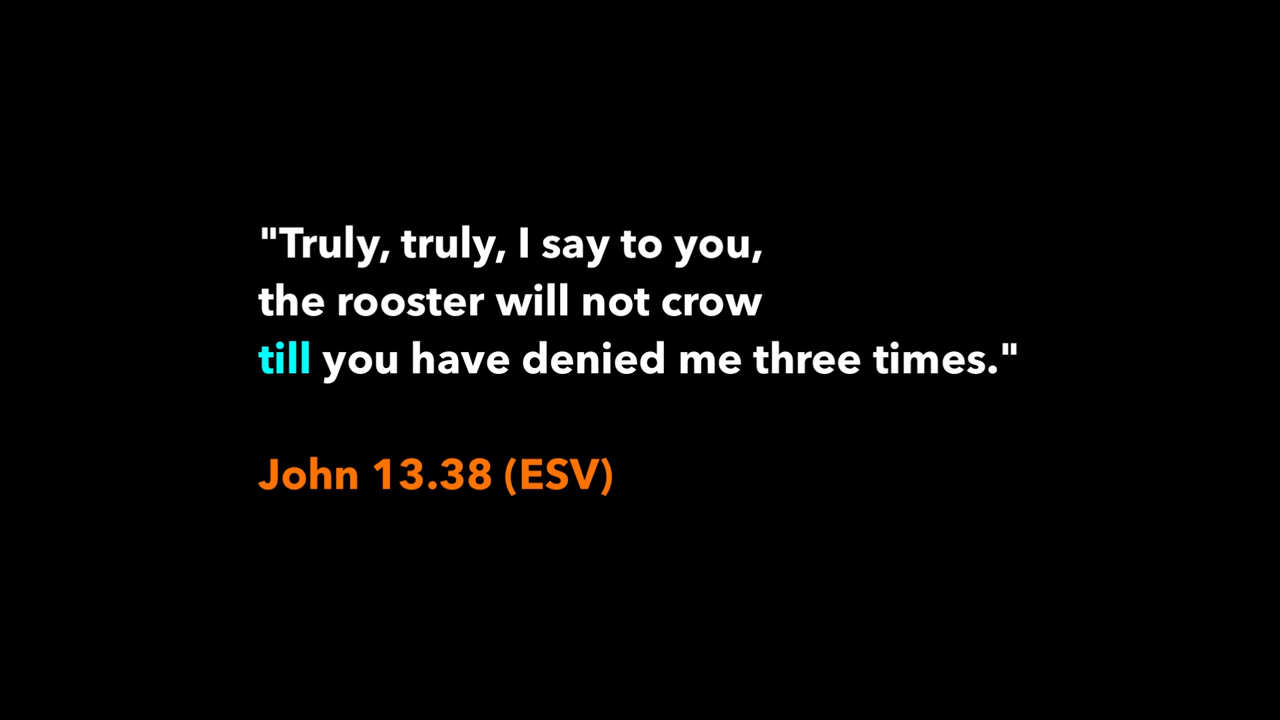 "Truly, truly, I say to you,
the rooster will not crow
till you have denied me three times."
John 13.38 (ESV)